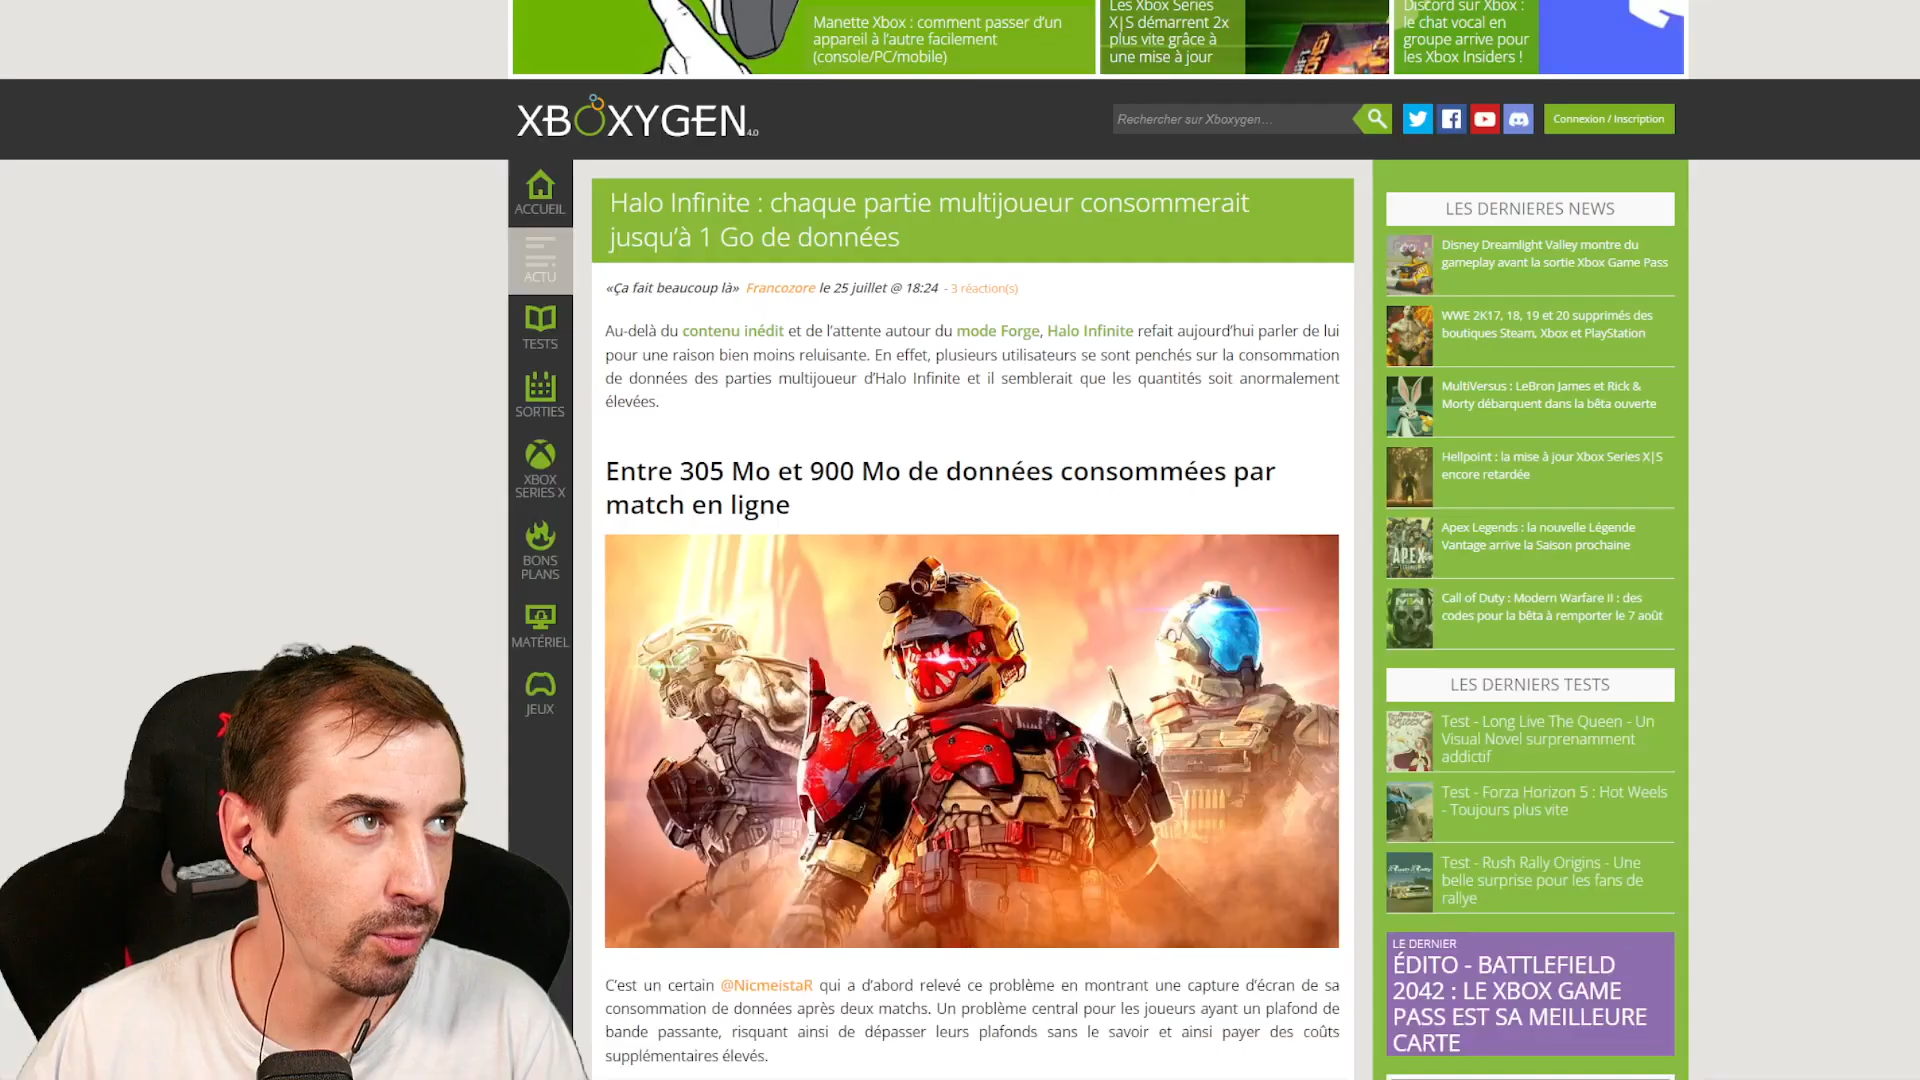 Manette Xbox : comment passer d’un
appareil à l’autre facilement
(console/PC/mobile)
Les Xbox Series
X|S démarrent 2x
plus vite grâce à
une mise à jour
Discord sur Xbox :
le chat vocal en
groupe arrive pour
les Xbox Insiders !
XBOXYGEN 4.0
Rechercher sur Xboxygen…
Connexion / Inscription
ACCUEIL
ACTU
TESTS
SORTIES
XBOX
SERIES X
BONS
PLANS
MATÉRIEL
JEUX
Halo Infinite : chaque partie multijoueur consommerait
jusqu’à 1 Go de données
«Ça fait beaucoup là» Francozore le 25 juillet @ 18:24 - 3 réaction(s)
Au-delà du contenu inédit et de l’attente autour du mode Forge, Halo Infinite refait aujourd’hui parler de lui
pour une raison bien moins reluisante. En effet, plusieurs utilisateurs se sont penchés sur la consommation
de données des parties multijoueur d’Halo Infinite et il semblerait que les quantités soit anormalement
élevées.
Entre 305 Mo et 900 Mo de données consommées par
match en ligne
C’est un certain @NicmeistaR qui a d’abord relevé ce problème en montrant une capture d’écran de sa
consommation de données après deux matchs. Un problème central pour les joueurs ayant un plafond de
bande passante, risquant ainsi de dépasser leurs plafonds sans le savoir et ainsi payer des coûts
supplémentaires élevés.
LES DERNIERES NEWS
Disney Dreamlight Valley montre du
gameplay avant la sortie Xbox Game Pass
WWE 2K17, 18, 19 et 20 supprimés des
boutiques Steam, Xbox et PlayStation
MultiVersus : LeBron James et Rick &
Morty débarquent dans la bêta ouverte
Hellpoint : la mise à jour Xbox Series X|S
encore retardée
APEX
Apex Legends : la nouvelle Légende
Vantage arrive la Saison prochaine
Call of Duty : Modern Warfare II : des
codes pour la bêta à remporter le 7 août
LES DERNIERS TESTS
Test - Long Live The Queen - Un
Visual Novel surprenamment
addictif
Test - Forza Horizon 5 : Hot Weels
- Toujours plus vite
Test - Rush Rally Origins - Une
belle surprise pour les fans de
rallye
LE DERNIER
ÉDITO - BATTLEFIELD
2042 : LE XBOX GAME
PASS EST SA MEILLEURE
CARTE